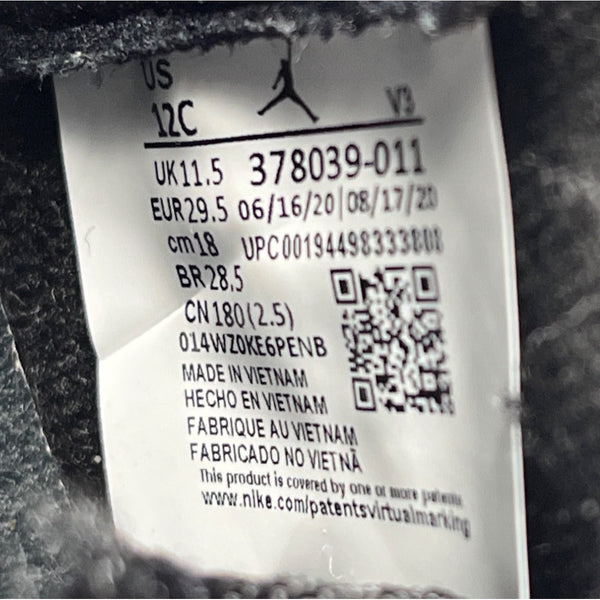 US
12C V3
UK11.5 378039-011
EUR29.5 06/16/20|08/17/20
cm18 UPC00194498333808
BR28.5
CN180(2.5)
014WZ0KE6PENB
MADE IN VIETNAM
HECHO EN VIETNAM
FABRIQUE AU VIETNAM
FABRICADO NO VIETNÃ
This product is covered by one or more patents
www.nike.com/patentsvirtualmarking